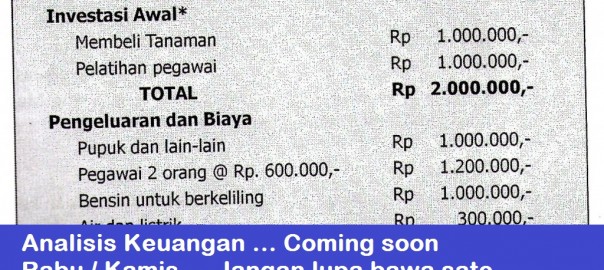 Investasi Awal*
Membeli Tanaman Rp 1.000.000,-
Pelatihan pegawai Rp 1.000.000,-
TOTAL Rp 2.000.000,-
Pengeluaran dan Biaya
Pupuk dan lain-lain Rp 1.000.000,-
Pegawai 2 orang @ Rp. 600.000,- Rp 1.200.000,-
Bensin untuk berkeliling Rp 1.000.000,-
Air dan listrik Rp 300.000,-
Analisis Keuangan ... Coming soon
Rabu / Kamis ... Jangan lupa bawa